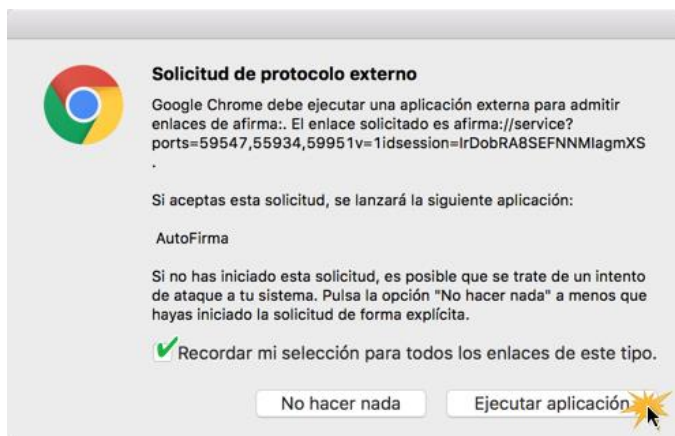 Solicitud de protocolo externo
Google Chrome debe ejecutar una aplicación externa para admitir
enlaces de afirma:. El enlace solicitado es afirma://service?
ports=59547,55934,59951v=1idsession=IrDobRA8SEFNNMIagmXS
.
Si aceptas esta solicitud, se lanzará la siguiente aplicación:
AutoFirma
Si no has iniciado esta solicitud, es posible que se trate de un intento
de ataque a tu sistema. Pulsa la opción "No hacer nada" a menos que
hayas iniciado la solicitud de forma explícita.
Recordar mi selección para todos los enlaces de este tipo.
No hacer nada
Ejecutar aplicación